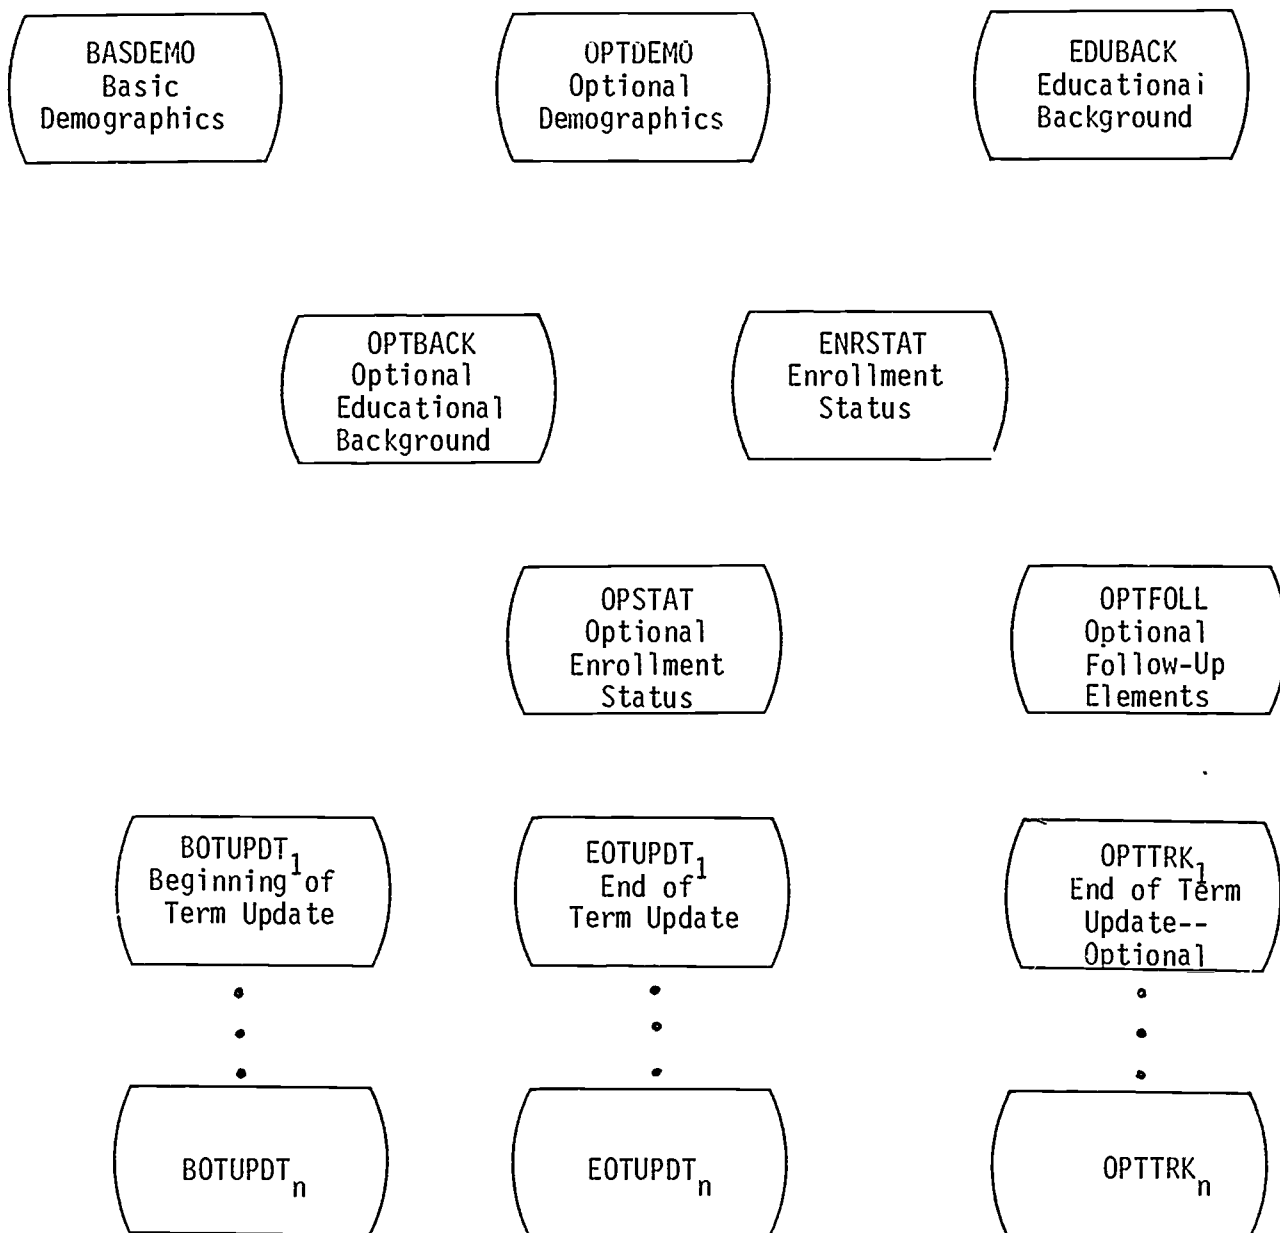 BASDEMO
Basic
Demographics
OPTDEMO
Optional
Demographics
EDUBACK
Educational
Background
OPTBACK
Optional
Educational
Background
ENRSTAT
Enrollment
Status
OPSTAT
Optional
Enrollment
Status
OPTFOLL
Optional
Follow-Up
Elements
BOTUPDT1
Beginning of
Term Update
EOTUPDT1
End of
Term Update
OPTTRK1
End of Term
Update--
Optional
BOTUPDTn
EOTUPDTn
OPTTRKn